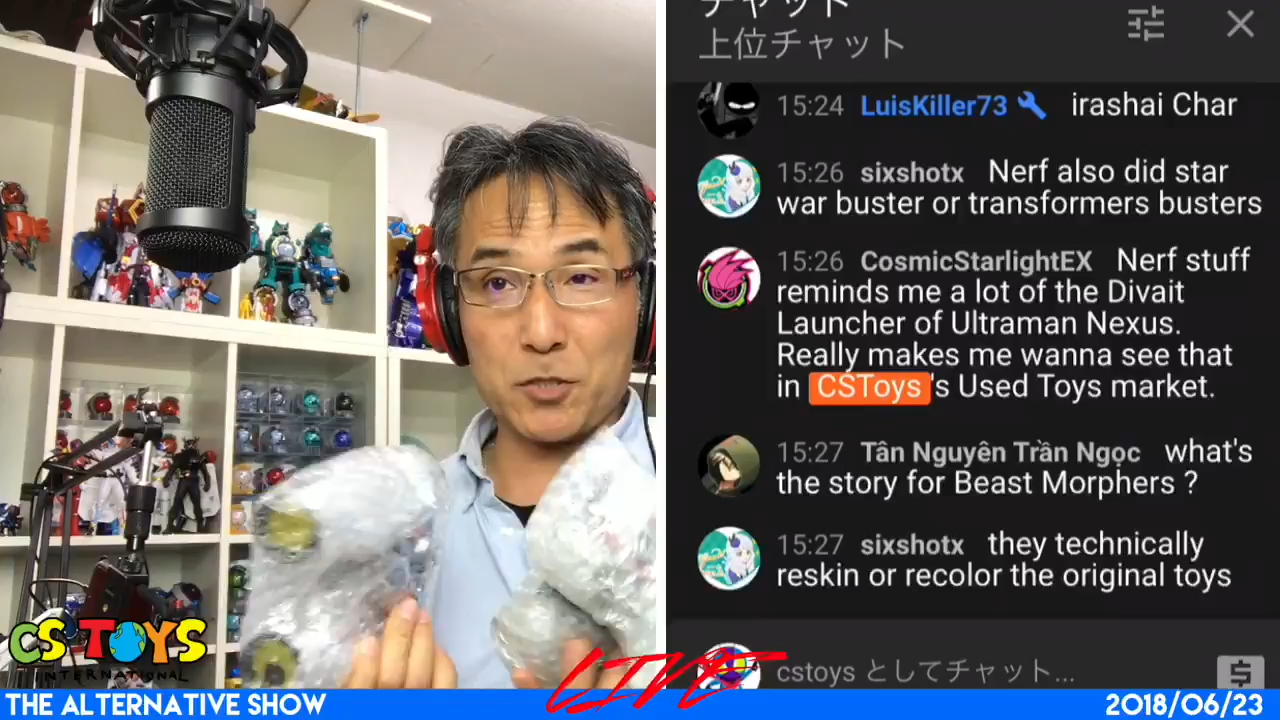 チャット
上位チャット
15:24 LuisKiller73 irashai Char
15:26 sixshotx Nerf also did star
war buster or transformers busters
15:26 CosmicStarlightEX Nerf stuff
reminds me a lot of the Divait
Launcher of Ultraman Nexus.
Really makes me wanna see that
in CSToys's Used Toys market.
15:27 Tân Nguyên Trần Ngọc what's
the story for Beast Morphers ?
15:27 sixshotx they technically
reskin or recolor the original toys
cstoys としてチャット...
CS TOYS
INTERNATIONAL
LIVE
THE ALTERNATIVE SHOW
2018/06/23